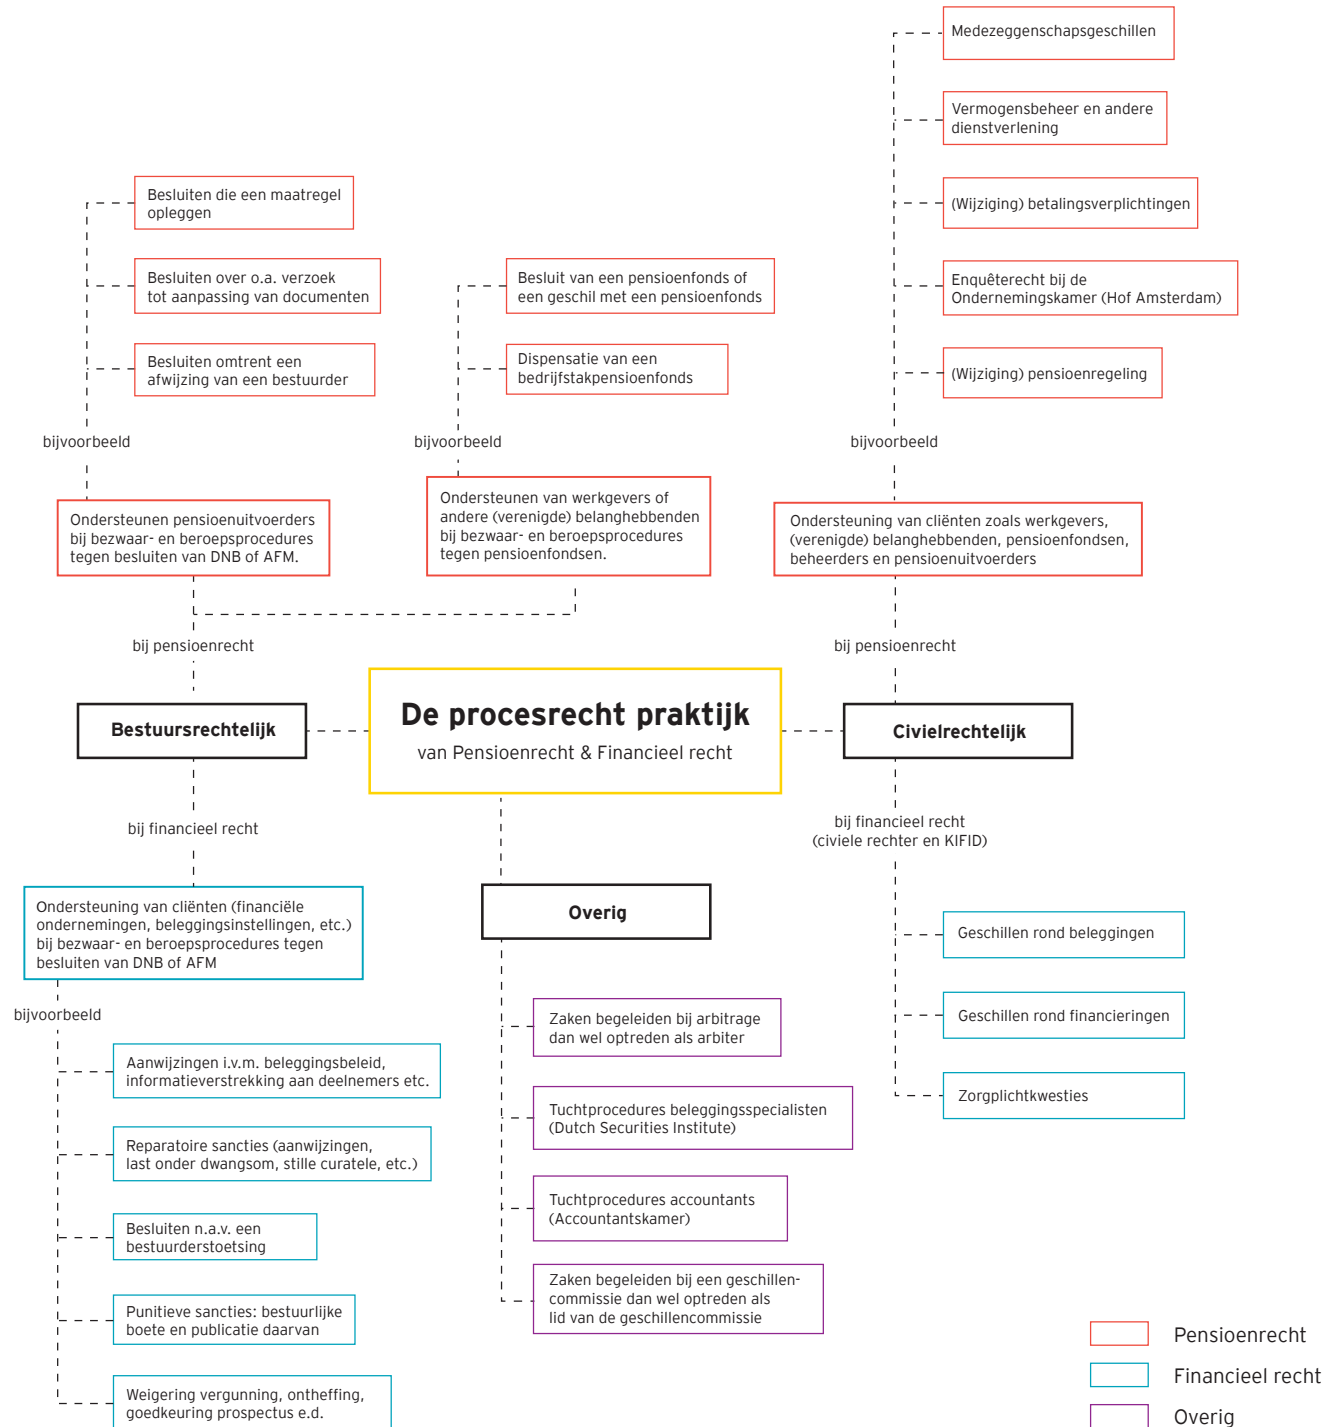 Medezeggenschapsgeschillen
Vermogensbeheer en andere
dienstverlening
(Wijziging) betalingsverplichtingen
Enquêterecht bij de
Ondernemingskamer (Hof Amsterdam)
(Wijziging) pensioenregeling
bijvoorbeeld
Ondersteuning van cliënten zoals werkgevers,
(verenigde) belanghebbenden, pensioenfondsen,
beheerders en pensioenuitvoerders
bij pensioenrecht
Besluiten die een maatregel
opleggen
Besluiten over o.a. verzoek
tot aanpassing van documenten
Besluiten omtrent een
afwijzing van een bestuurder
bijvoorbeeld
Ondersteunen pensioenuitvoerders
bij bezwaar- en beroepsprocedures
tegen besluiten van DNB of AFM.
Besluit van een pensioenfonds of
een geschil met een pensioenfonds
Dispensatie van een
bedrijfstakpensioenfonds
bijvoorbeeld
Ondersteunen van werkgevers of
andere (verenigde) belanghebbenden
bij bezwaar- en beroepsprocedures
tegen pensioenfondsen.
bij pensioenrecht
Bestuursrechtelijk
De procesrecht praktijk
van Pensioenrecht & Financieel recht
Civielrechtelijk
bij financieel recht
Ondersteuning van cliënten (financiële
ondernemingen, beleggingsinstellingen, etc.)
bij bezwaar- en beroepsprocedures tegen
besluiten van DNB of AFM
bijvoorbeeld
Aanwijzingen i.v.m. beleggingsbeleid,
informatieverstrekking aan deelnemers etc.
Reparatoire sancties (aanwijzingen,
last onder dwangsom, stille curatele, etc.)
Besluiten n.a.v. een
bestuurderstoetsing
Punitieve sancties: bestuurlijke
boete en publicatie daarvan
Weigering vergunning, ontheffing,
goedkeuring prospectus e.d.
Overig
Zaken begeleiden bij arbitrage
dan wel optreden als arbiter
Tuchtprocedures beleggingsspecialisten
(Dutch Securities Institute)
Tuchtprocedures accountants
(Accountantskamer)
Zaken begeleiden bij een geschillen-
commissie dan wel optreden als
lid van de geschillencommissie
bij financieel recht
(civiele rechter en KIFID)
Geschillen rond beleggingen
Geschillen rond financieringen
Zorgplichtkwesties
Pensioenrecht
Financieel recht
Overig